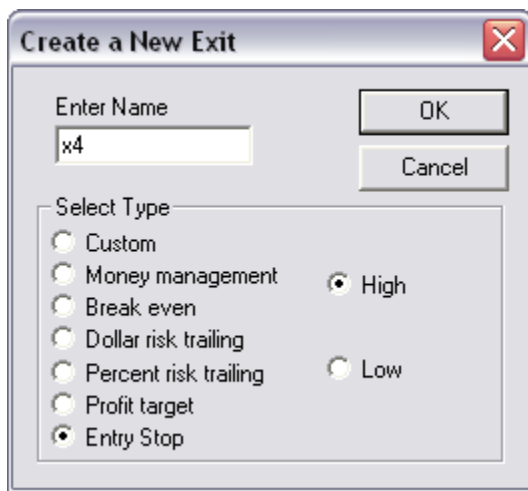 Create a New Exit
Enter Name
x4
OK
Cancel
Select Type
Custom
Money management
Break even
Dollar risk trailing
Percent risk trailing
Profit target
Entry Stop
High
Low